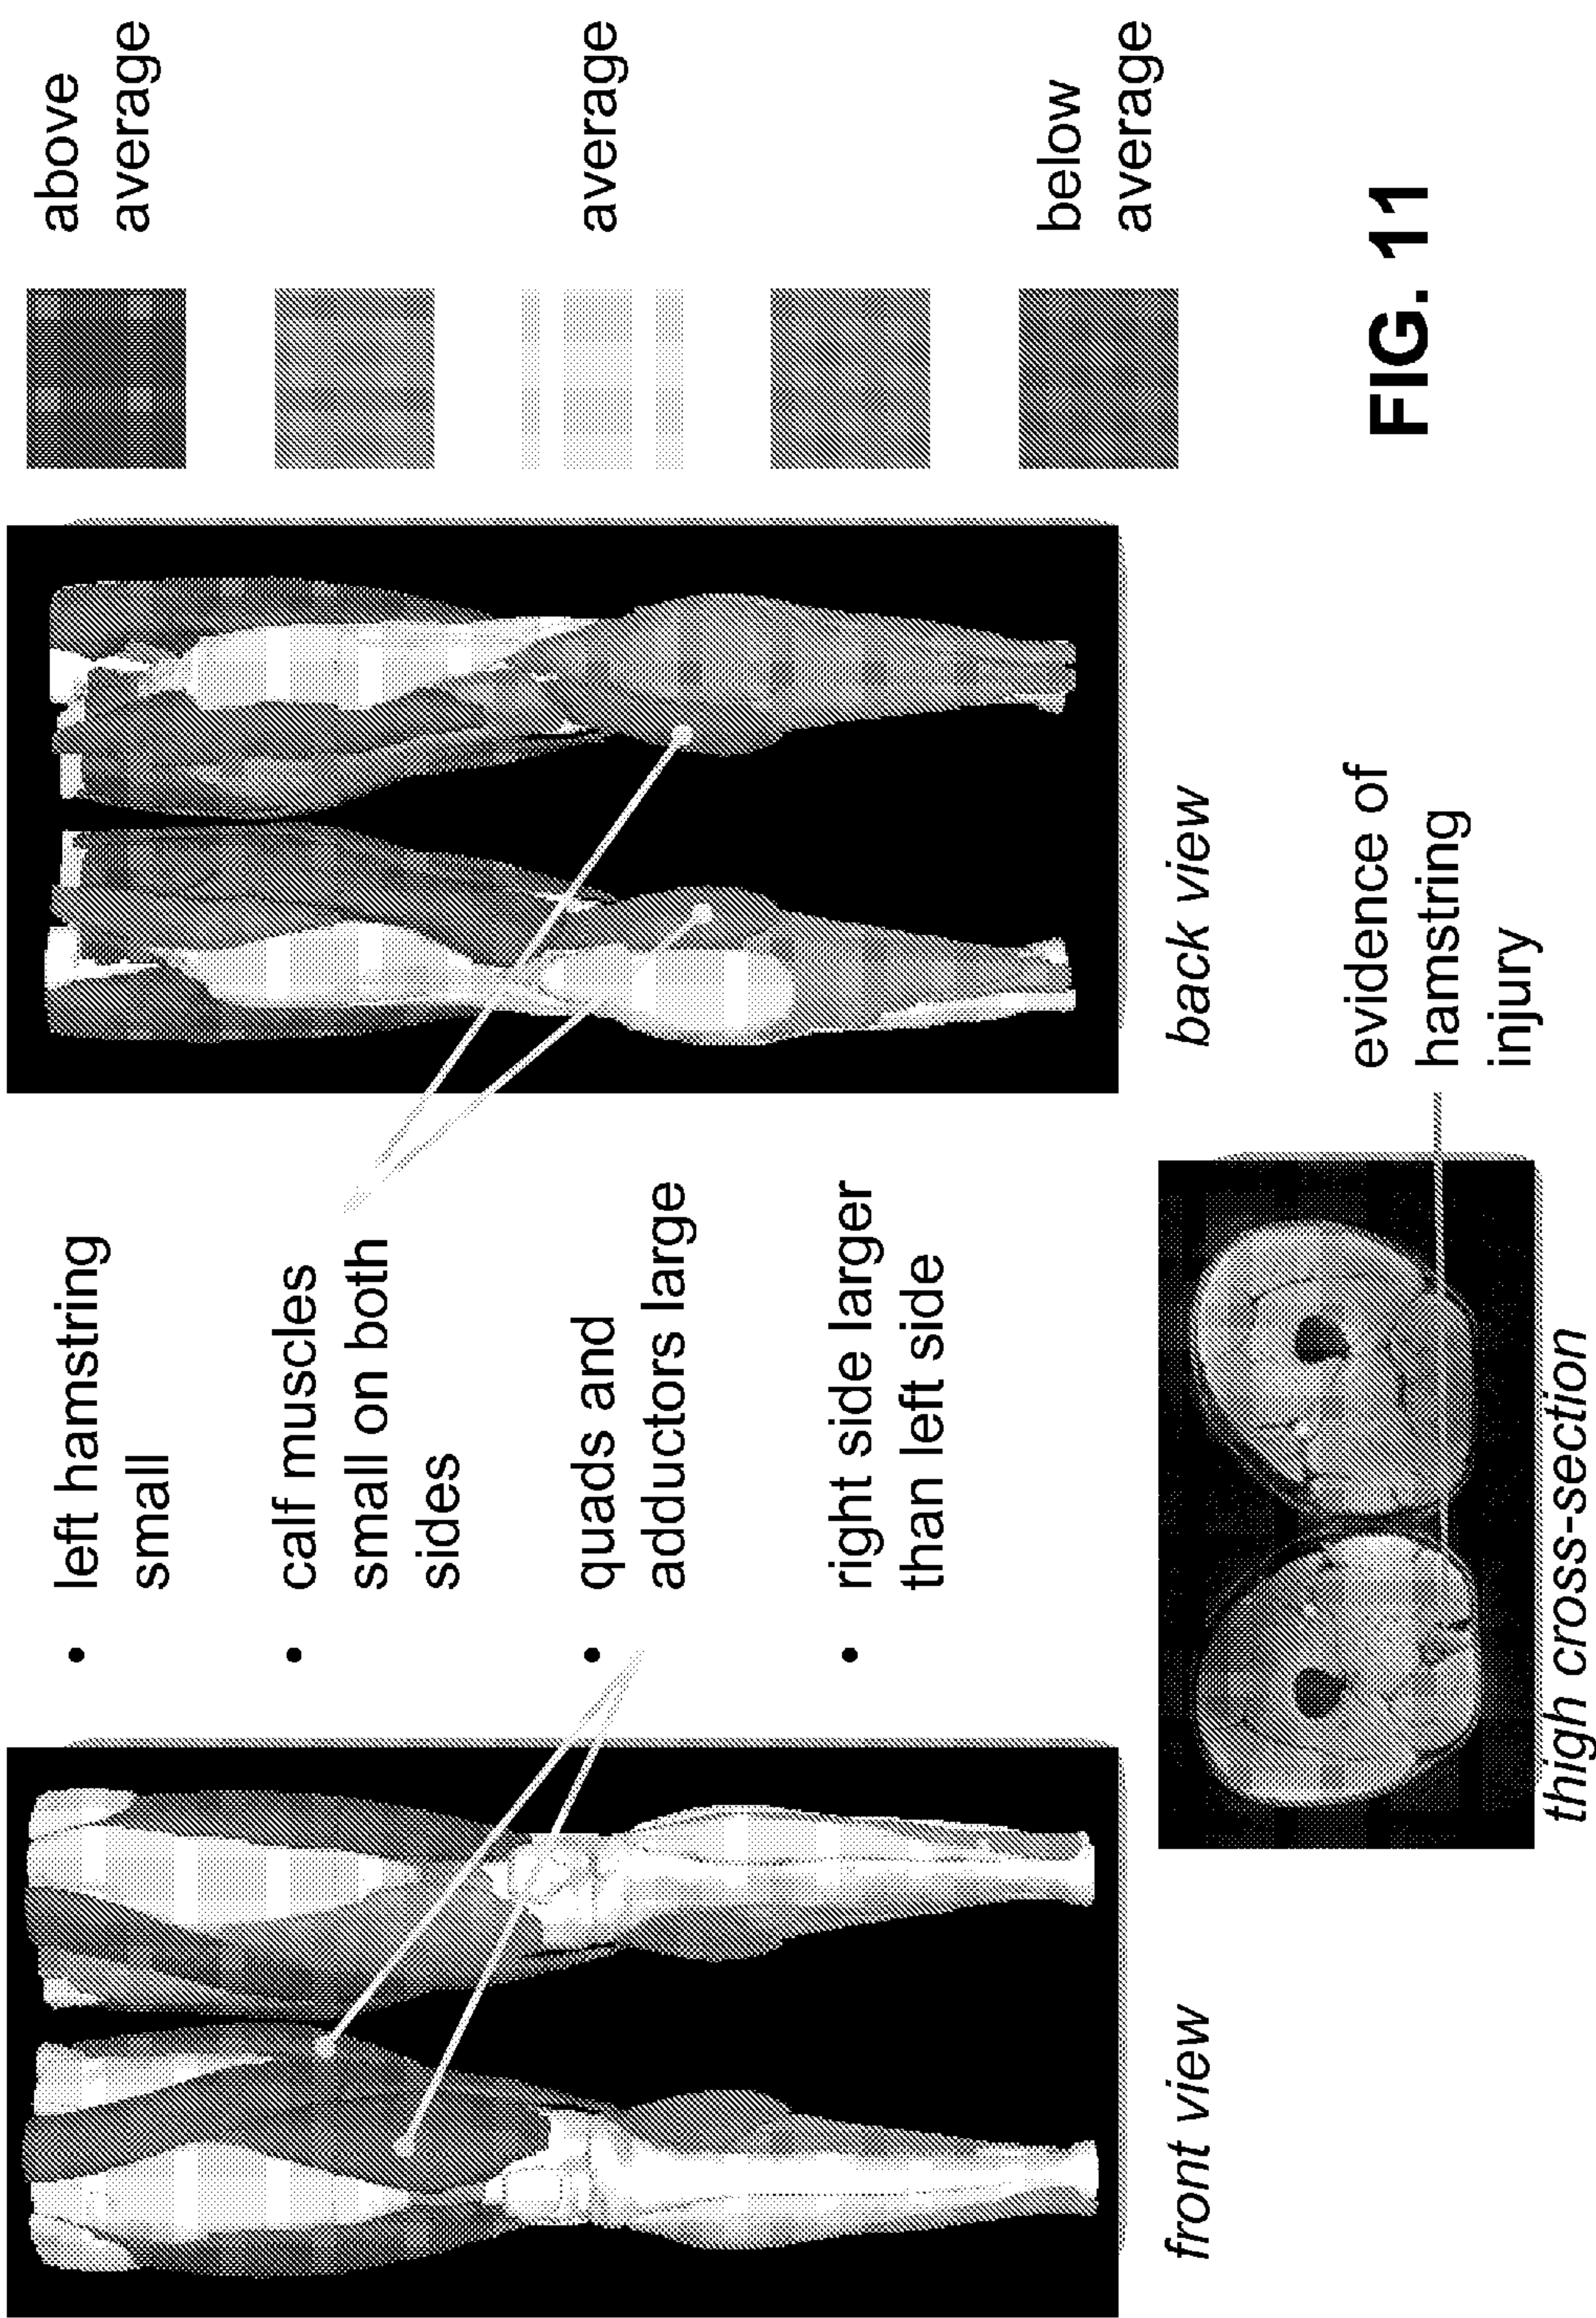 • left hamstring
small
• calf muscles
small on both
sides
• quads and
adductors large
• right side larger
than left side
above
average
average
below
average
front view
back view
evidence of
hamstring
injury
thigh cross-section
FIG. 11